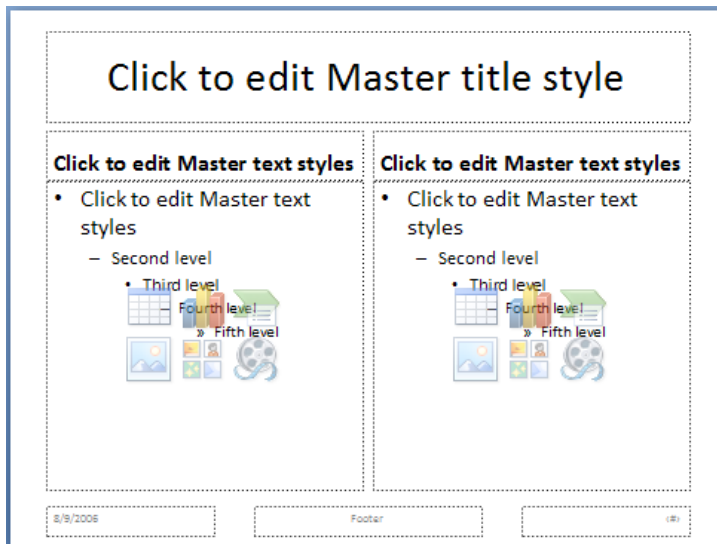 Click to edit Master title style
Click to edit Master text styles
• Click to edit Master text
styles
– Second level
• Third level
– Fourth level
» Fifth level
Click to edit Master text styles
• Click to edit Master text
styles
– Second level
• Third level
– Fourth level
» Fifth level
8/9/2006
Footer
‹#›